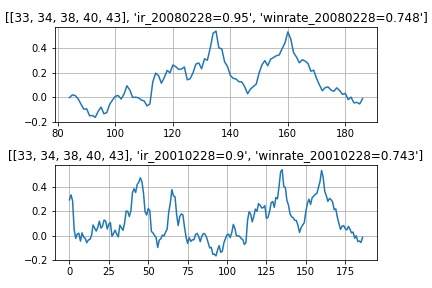 [[33, 34, 38, 40, 43], 'ir_20080228=0.95', 'winrate_20080228=0.748']
0.4
0.2
0.0
−0.2
80 100 120 140 160 180
[[33, 34, 38, 40, 43], 'ir_20010228=0.9', 'winrate_20010228=0.743']
0.4
0.2
0.0
−0.2
0 25 50 75 100 125 150 175